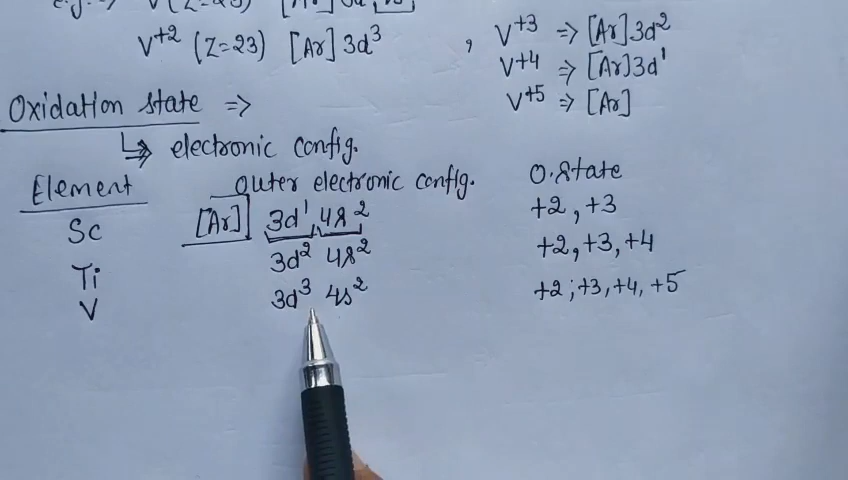 V⁺² (Z=23) [Ar] 3d³ , V⁺³ ⇒ [Ar] 3d²
V⁺⁴ ⇒ [Ar] 3d¹
V⁺⁵ ⇒ [Ar]
Oxidation state ⇒
electronic config.
Element outer electronic config. O.state
Sc [Ar] 3d¹, 4s² +2, +3
Ti 3d² 4s² +2, +3, +4
V 3d³ 4s² +2, +3, +4, +5